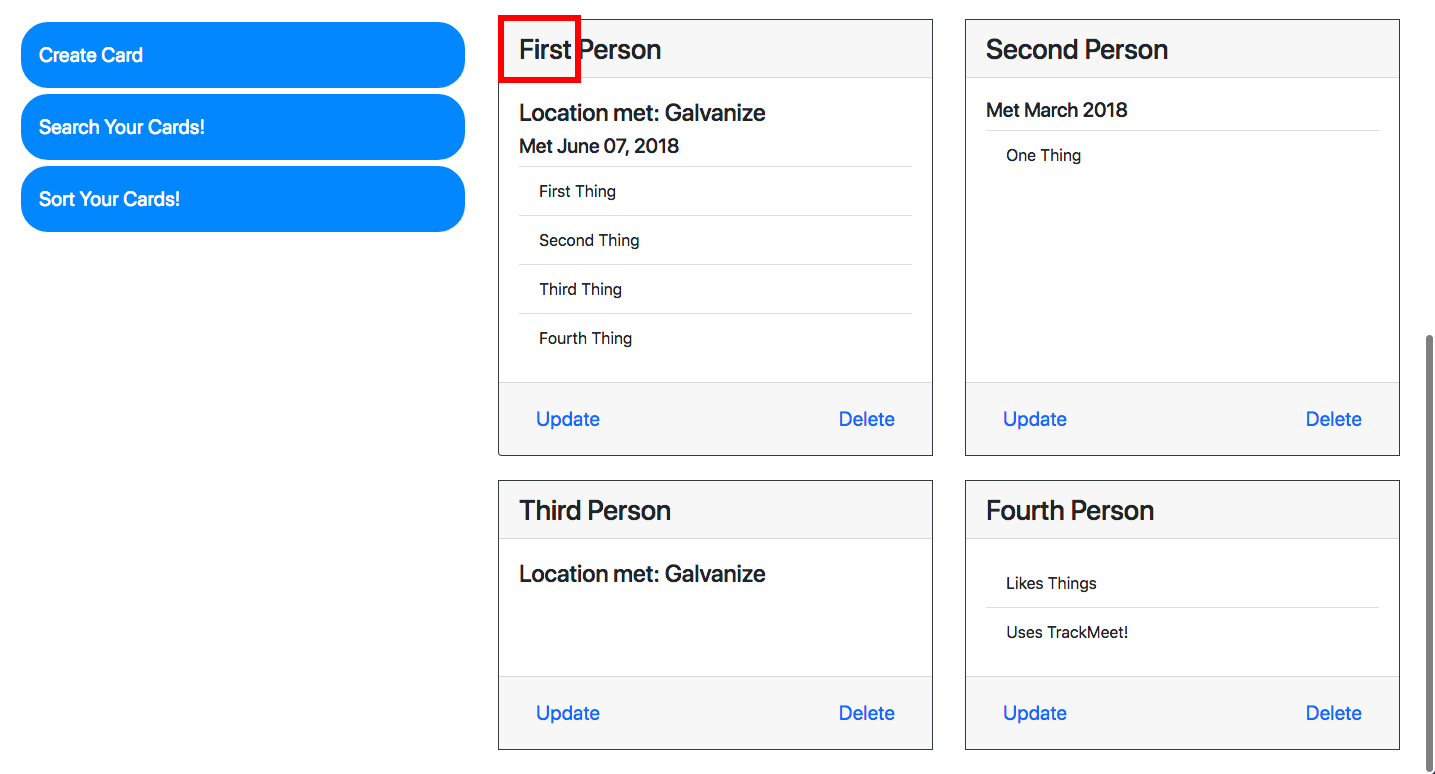 Create Card
Search Your Cards!
Sort Your Cards!
First Person
Location met: Galvanize
Met June 07, 2018
First Thing
Second Thing
Third Thing
Fourth Thing
Update
Delete
Second Person
Met March 2018
One Thing
Update
Delete
Third Person
Location met: Galvanize
Update
Delete
Fourth Person
Likes Things
Uses TrackMeet!
Update
Delete